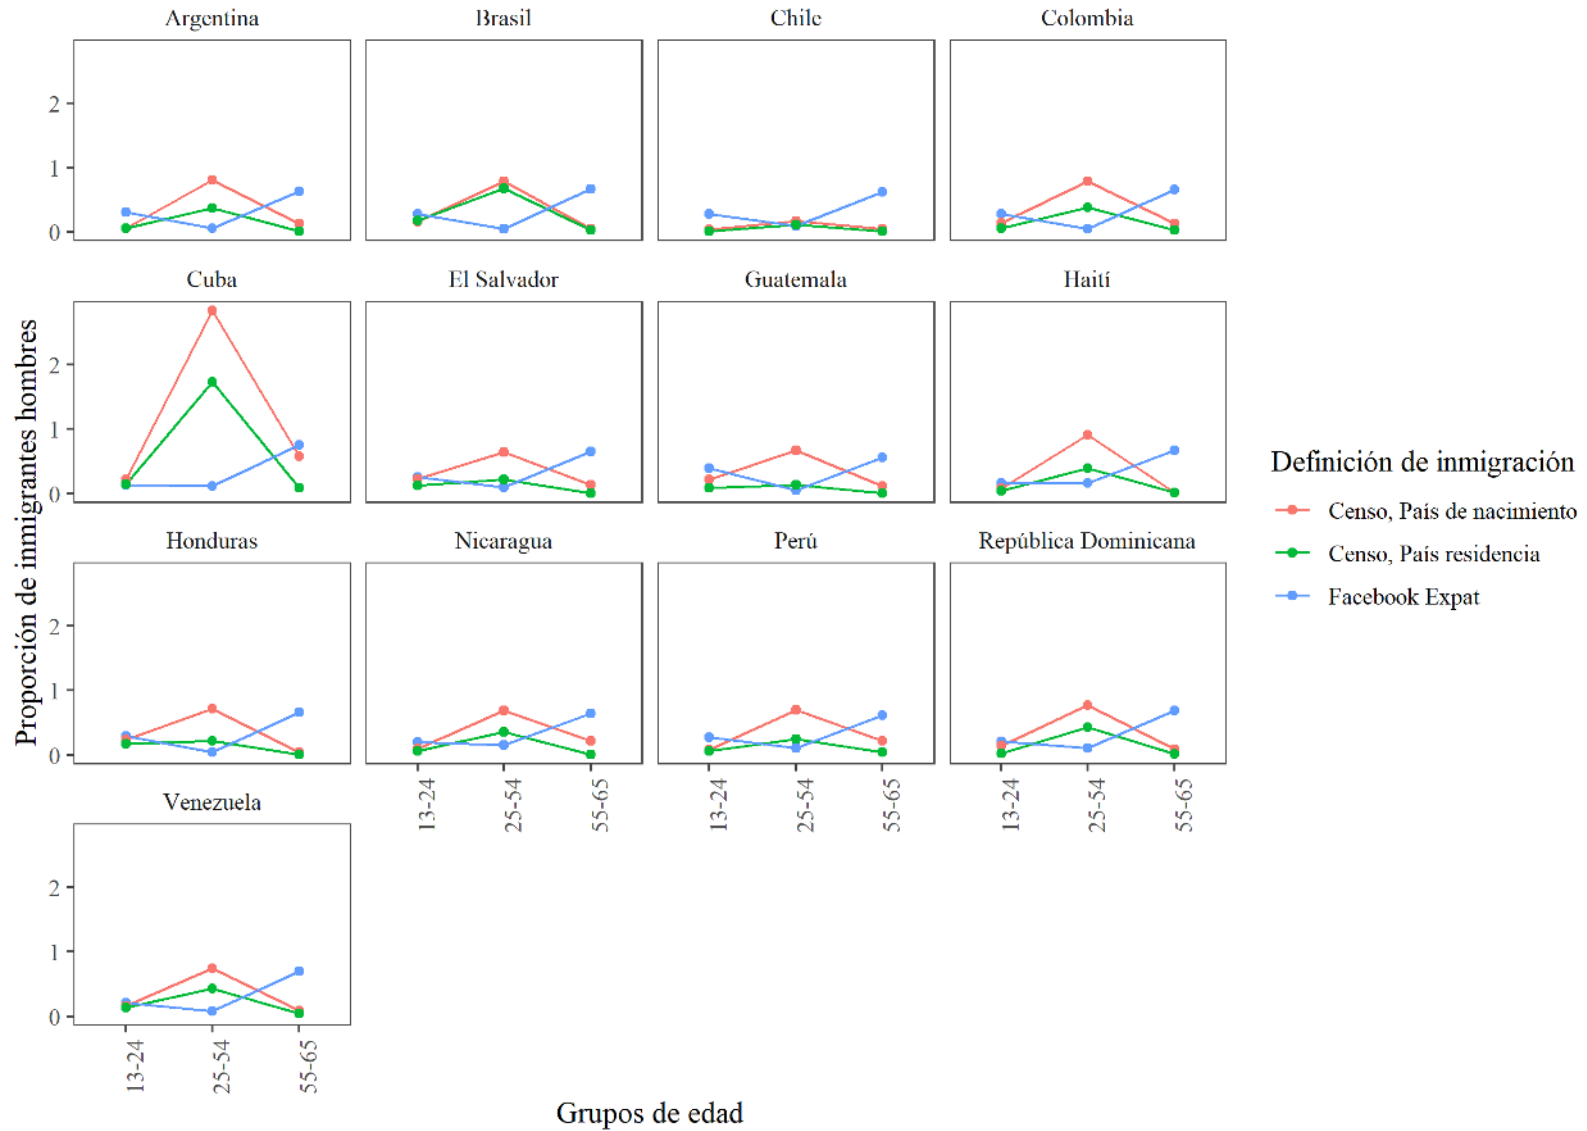 Argentina
Brasil
Chile
Colombia
2
1
0
Cuba
El Salvador
Guatemala
Haití
2
1
0
Honduras
Nicaragua
Perú
República Dominicana
2
1
0
13-24
25-54
55-65
13-24
25-54
55-65
13-24
25-54
55-65
Venezuela
2
1
0
13-24
25-54
55-65
Proporción de inmigrantes hombres
Grupos de edad
Definición de inmigración
Censo, País de nacimiento
Censo, País residencia
Facebook Expat